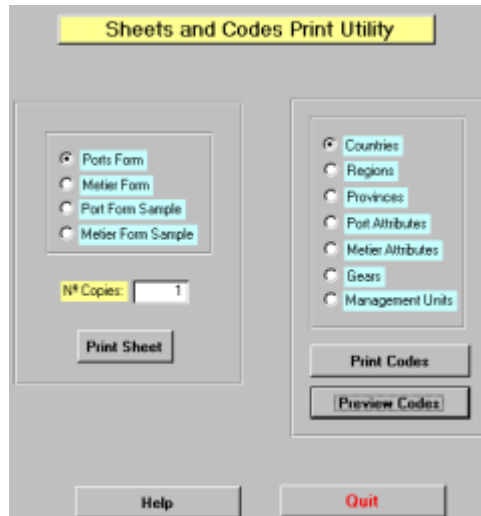 Sheets and Codes Print Utility
Ports Form
Metier Form
Port Form Sample
Metier Form Sample
Nº Copies: 1
Print Sheet
Countries
Regions
Provinces
Port Attributes
Metier Attributes
Gears
Management Units
Print Codes
Preview Codes
Help
Quit